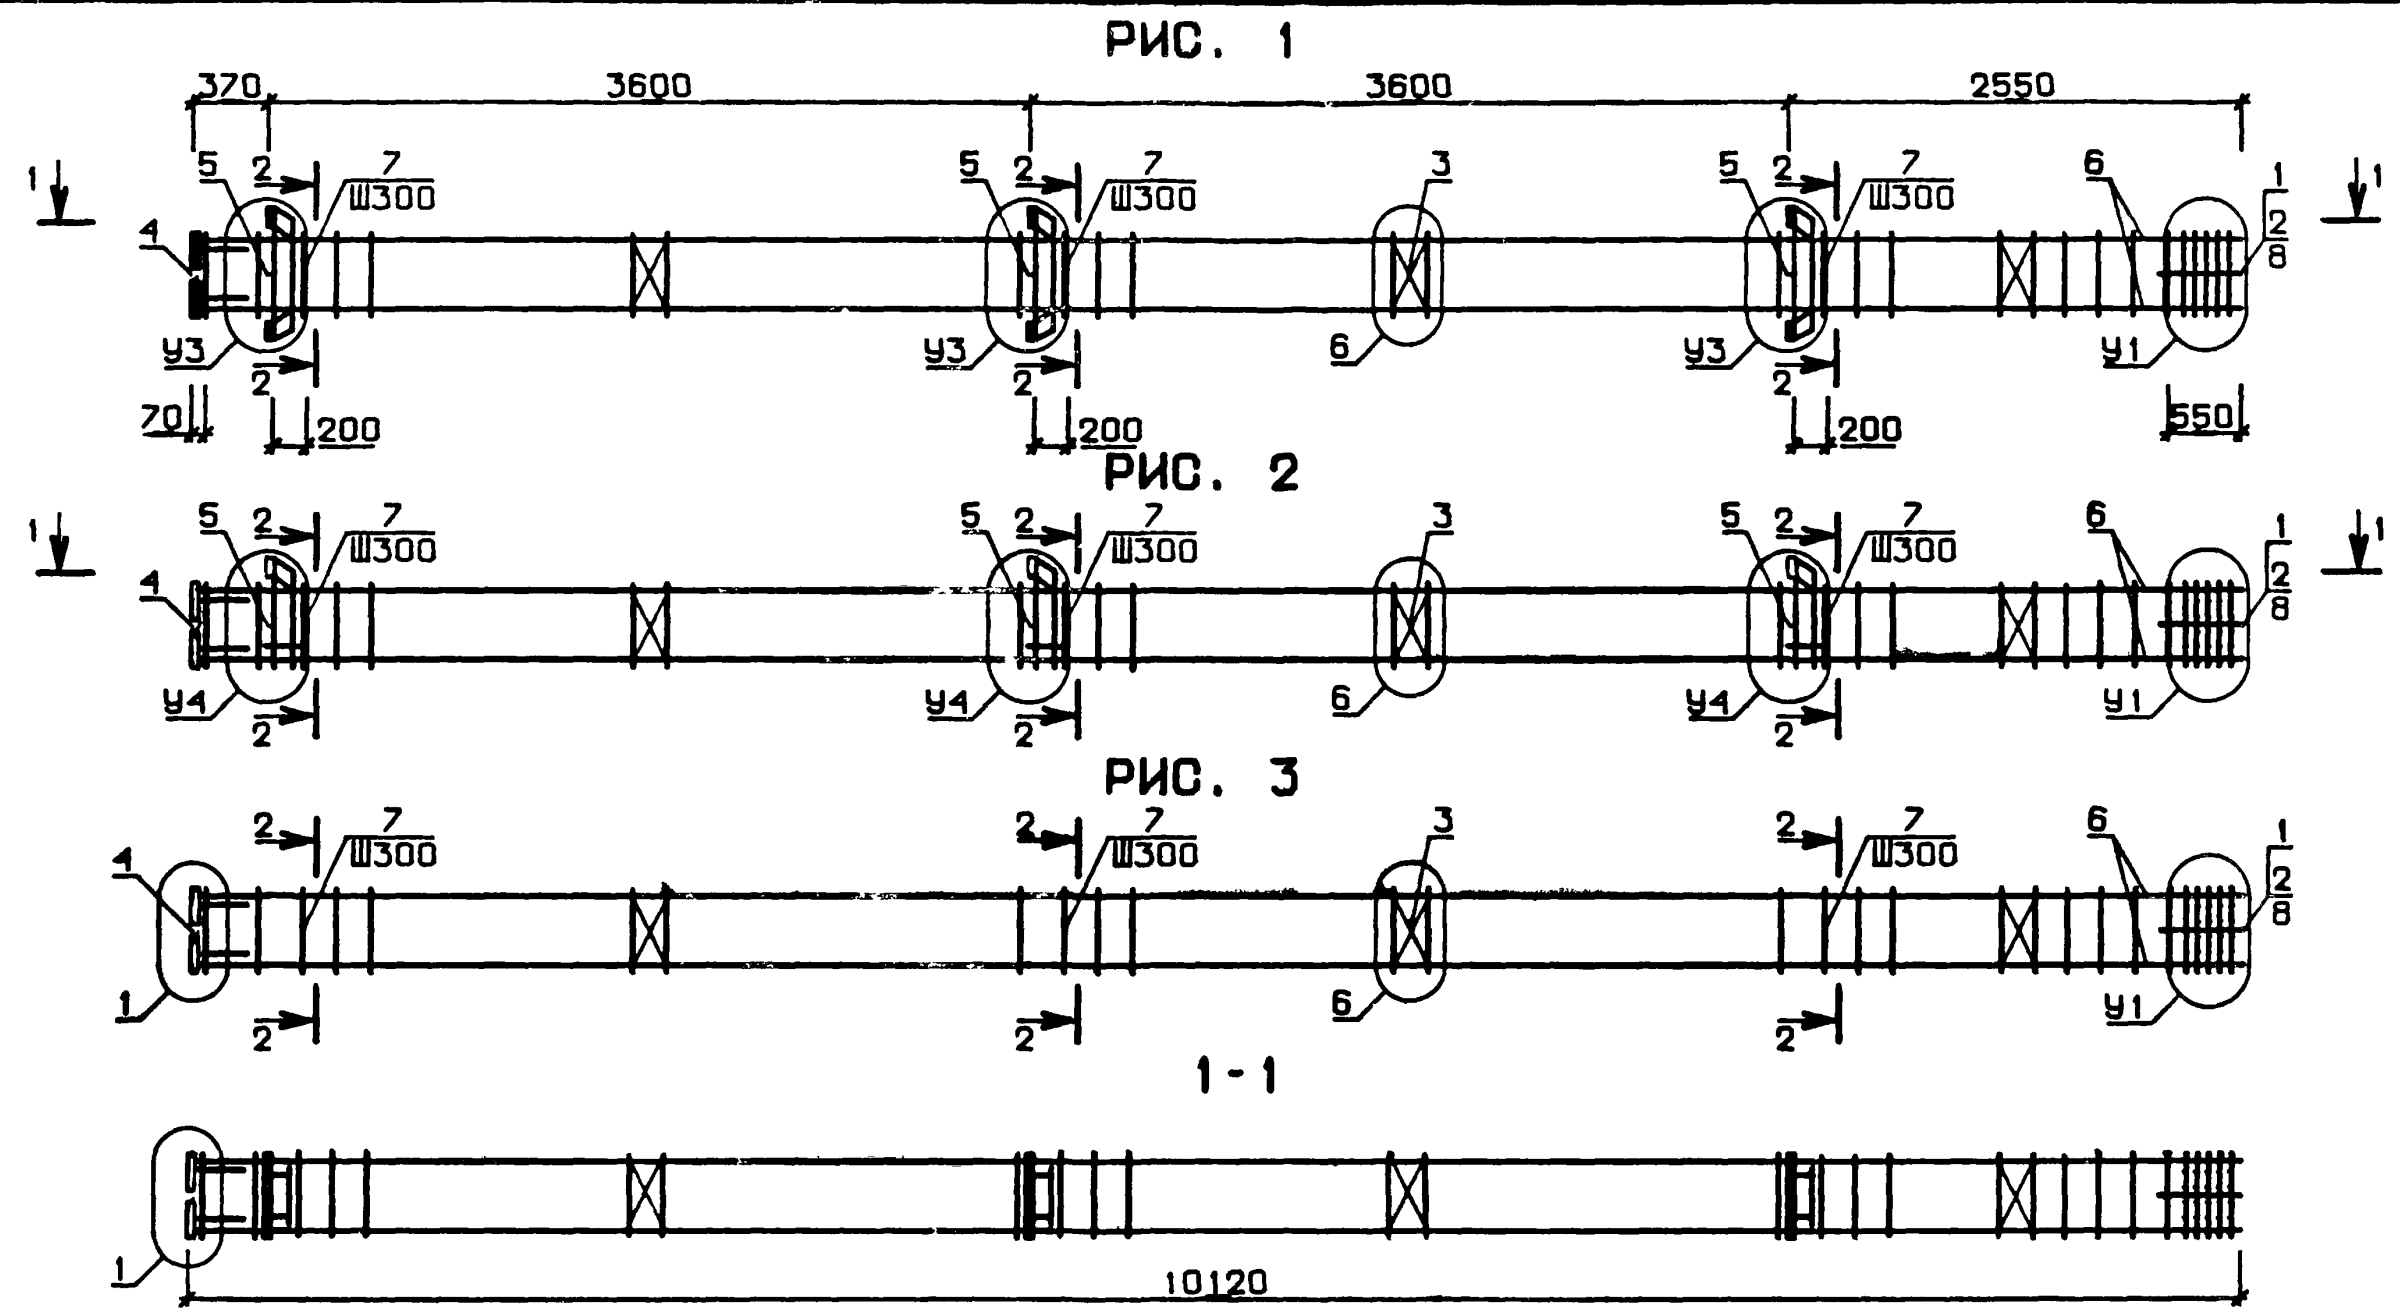 РИС. 1
370 3600 3600 2550
1 5 2 7 5 2 7 3 5 2 7 6 1 1
Ш300 Ш300 Ш300 2
4 8
У3 2 У3 2 6 У3 2 У1
70 200 200 200 550
РИС. 2
1 5 2 7 5 2 7 3 5 2 7 6 1 1
Ш300 Ш300 Ш300 2
4 8
У4 2 У4 2 6 У4 2 У1
РИС. 3
2 7 2 7 3 2 7 6 1
4 Ш300 Ш300 Ш300 2
8
1 2 2 6 2 У1
1-1
1
10120